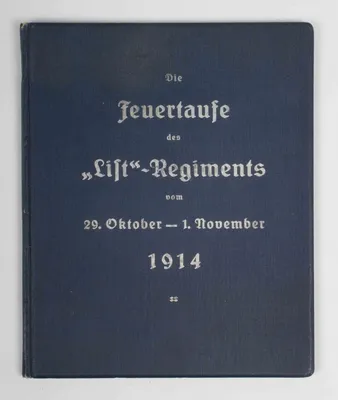 Die
Feuertaufe
des
„Liſt“-Regiments
vom
29. Oktober — 1. November
1914